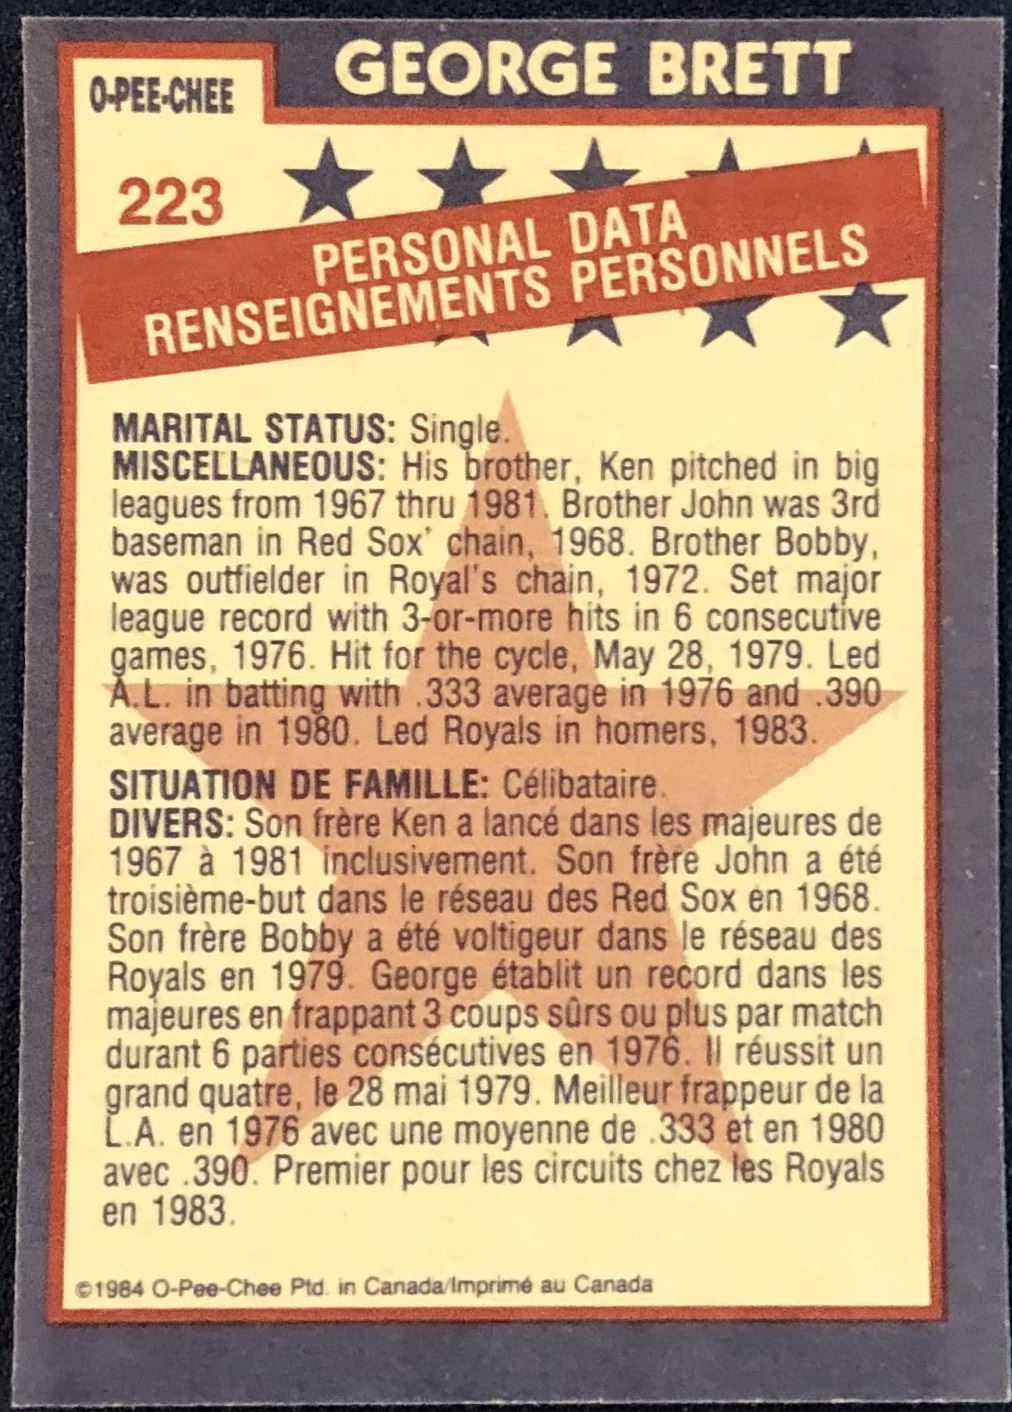 GEORGE BRETT
O-PEE-CHEE
223
PERSONAL DATA
RENSEIGNEMENTS PERSONNELS
MARITAL STATUS: Single.
MISCELLANEOUS: His brother, Ken pitched in big
leagues from 1967 thru 1981. Brother John was 3rd
baseman in Red Sox' chain, 1968. Brother Bobby,
was outfielder in Royal's chain, 1972. Set major
league record with 3-or-more hits in 6 consecutive
games, 1976. Hit for the cycle, May 28, 1979. Led
A.L. in batting with .333 average in 1976 and .390
average in 1980. Led Royals in homers, 1983.
SITUATION DE FAMILLE: Célibataire.
DIVERS: Son frère Ken a lancé dans les majeures de
1967 à 1981 inclusivement. Son frère John a été
troisième-but dans le réseau des Red Sox en 1968.
Son frère Bobby a été voltigeur dans le réseau des
Royals en 1979. George établit un record dans les
majeures en frappant 3 coups sûrs ou plus par match
durant 6 parties consécutives en 1976. Il réussit un
grand quatre, le 28 mai 1979. Meilleur frappeur de la
L.A. en 1976 avec une moyenne de .333 et en 1980
avec .390. Premier pour les circuits chez les Royals
en 1983.
©1984 O-Pee-Chee Ptd. in Canada/Imprimé au Canada